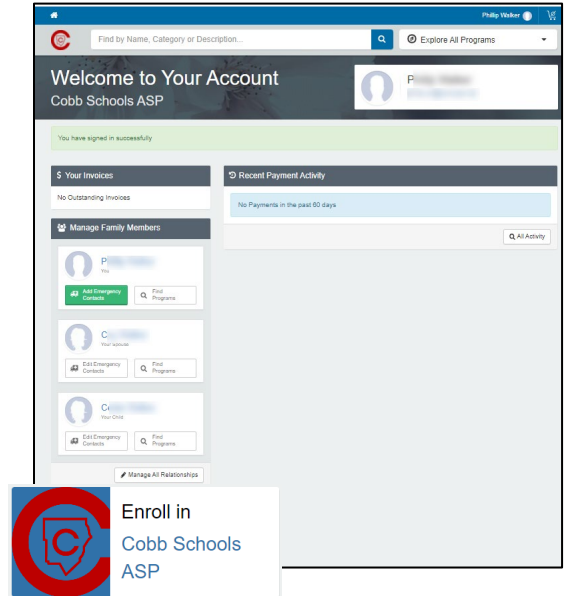 Phillip Walker
Find by Name, Category or Description...
Explore All Programs
Welcome to Your Account
Cobb Schools ASP
P
You have signed in successfully
$ Your Invoices
No Outstanding Invoices
Recent Payment Activity
No Payments in the past 60 days
All Activity
Manage Family Members
P
You
Add Emergency
Contacts
Find
Programs
C
Your Spouse
Edit Emergency
Contacts
Find
Programs
Ce
Your Child
Edit Emergency
Contacts
Find
Programs
Manage All Relationships
C
Enroll in
Cobb Schools
ASP